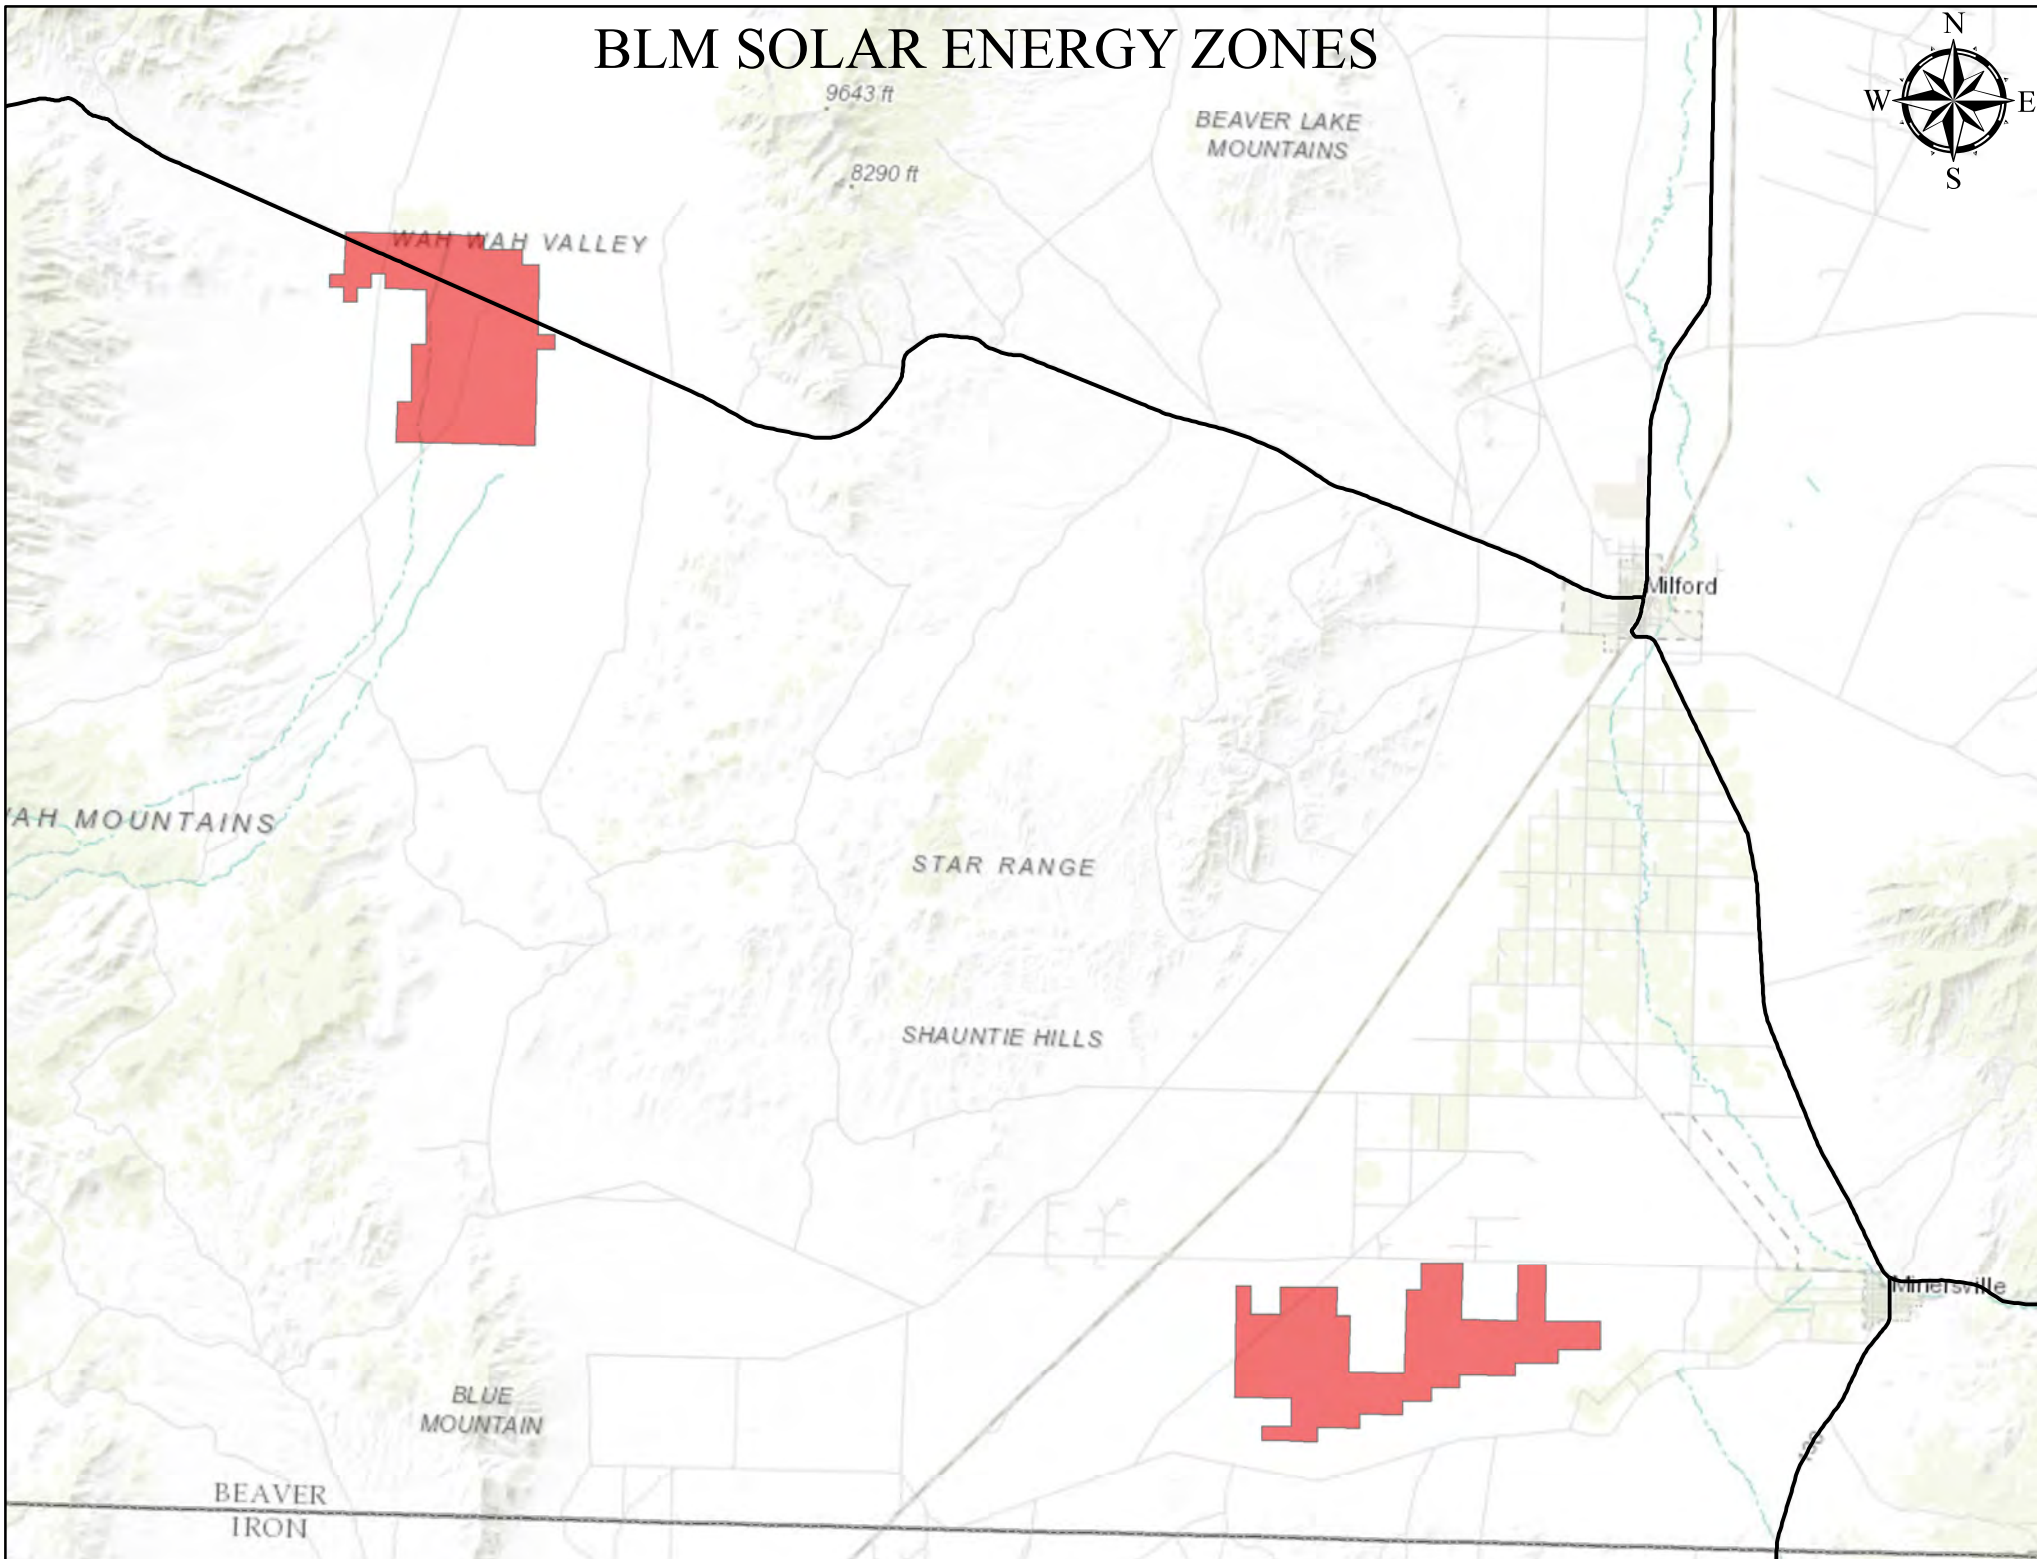 BLM SOLAR ENERGY ZONES
N
W
E
S
9643 ft
BEAVER LAKE
MOUNTAINS
8290 ft
WAH WAH VALLEY
Milford
WAH MOUNTAINS
STAR RANGE
SHAUNTIE HILLS
Minersville
BLUE
MOUNTAIN
BEAVER
IRON